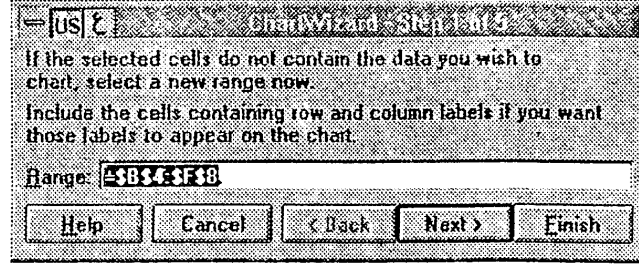 US ع ChartWizard - Step 1 of 5
If the selected cells do not contain the data you wish to
chart, select a new range now.
Include the cells containing row and column labels if you want
those labels to appear on the chart.
Range: =$B$4:$F$8
Help Cancel < Back Next > Finish